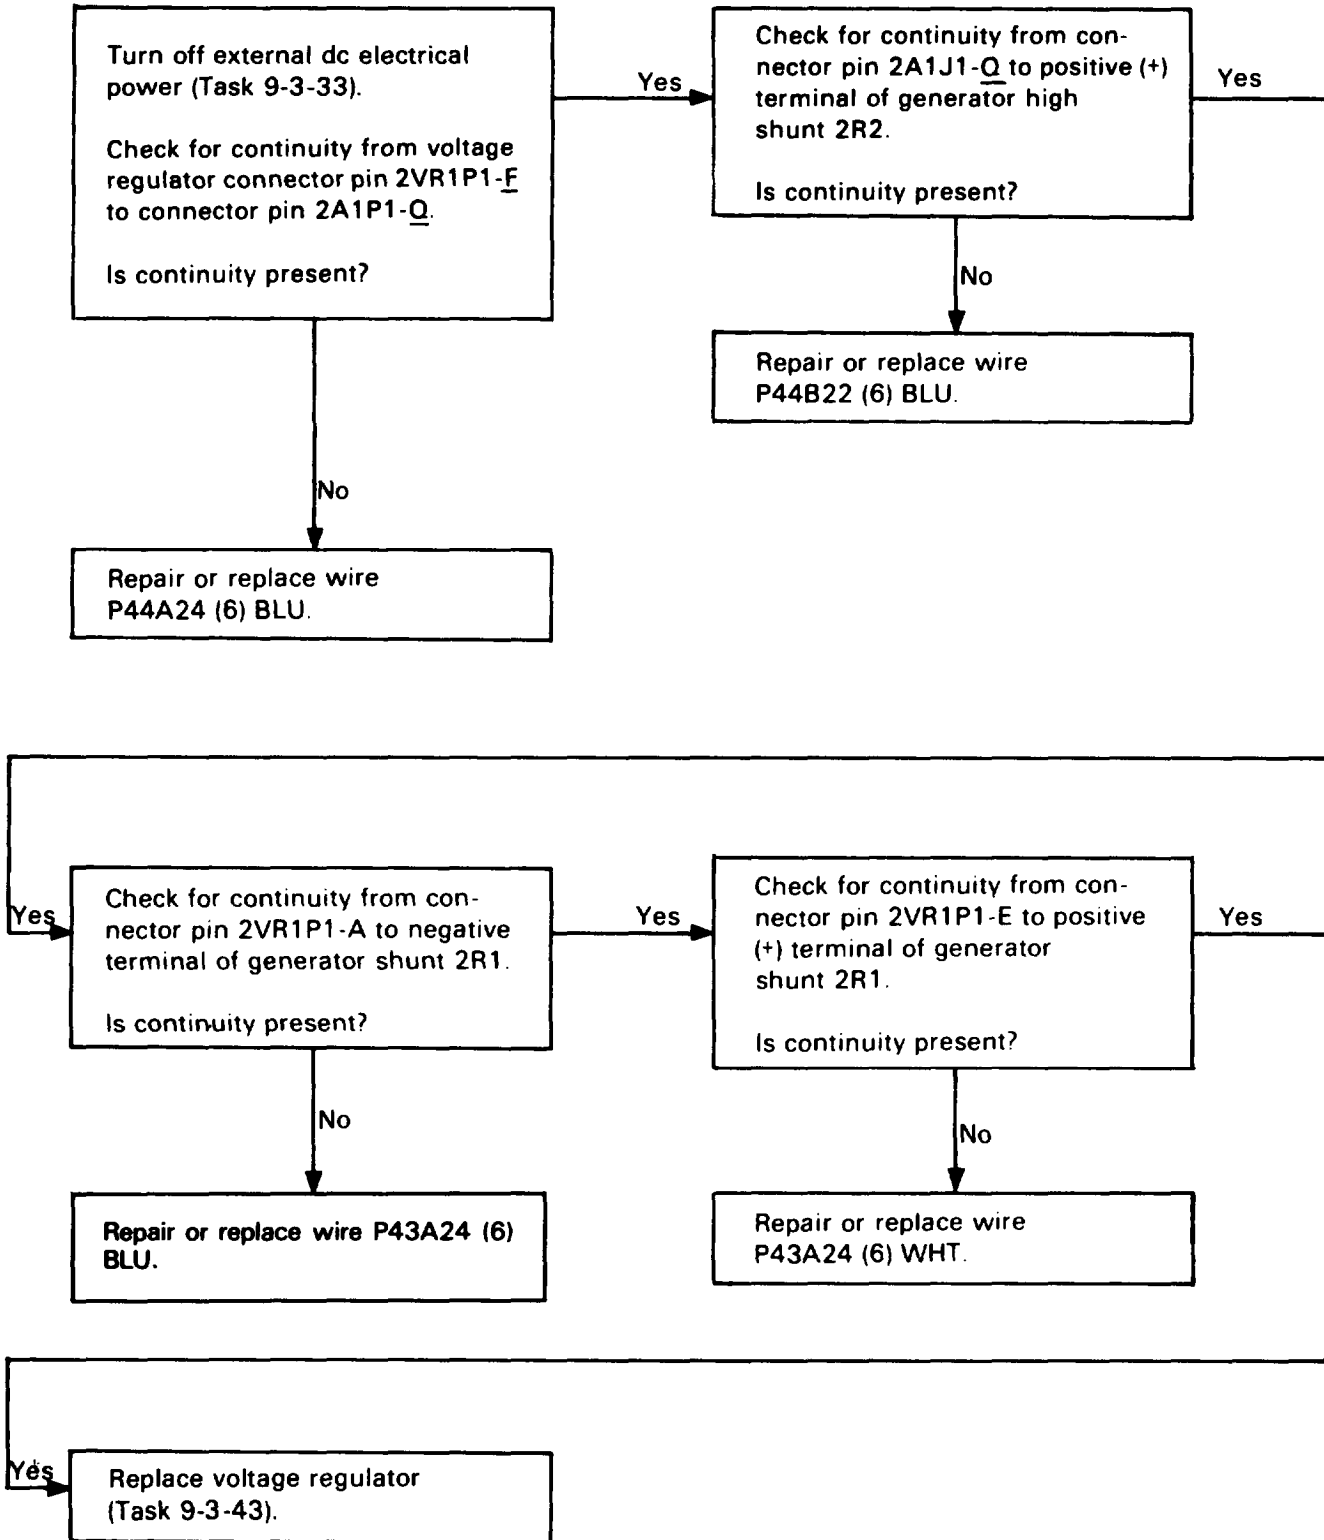 Turn off external dc electrical
power (Task 9-3-33).
Check for continuity from voltage
regulator connector pin 2VR1P1-F
to connector pin 2A1P1-Q.
Is continuity present?
Yes
Check for continuity from con-
nector pin 2A1J1-Q to positive (+)
terminal of generator high
shunt 2R2.
Is continuity present?
Yes
No
Repair or replace wire
P44B22 (6) BLU.
No
Repair or replace wire
P44A24 (6) BLU.
Yes
Check for continuity from con-
nector pin 2VR1P1-A to negative
terminal of generator shunt 2R1.
Is continuity present?
Yes
Check for continuity from con-
nector pin 2VR1P1-E to positive
(+) terminal of generator
shunt 2R1.
Is continuity present?
Yes
No
Repair or replace wire P43A24 (6)
BLU.
No
Repair or replace wire
P43A24 (6) WHT.
Yes
Replace voltage regulator
(Task 9-3-43).